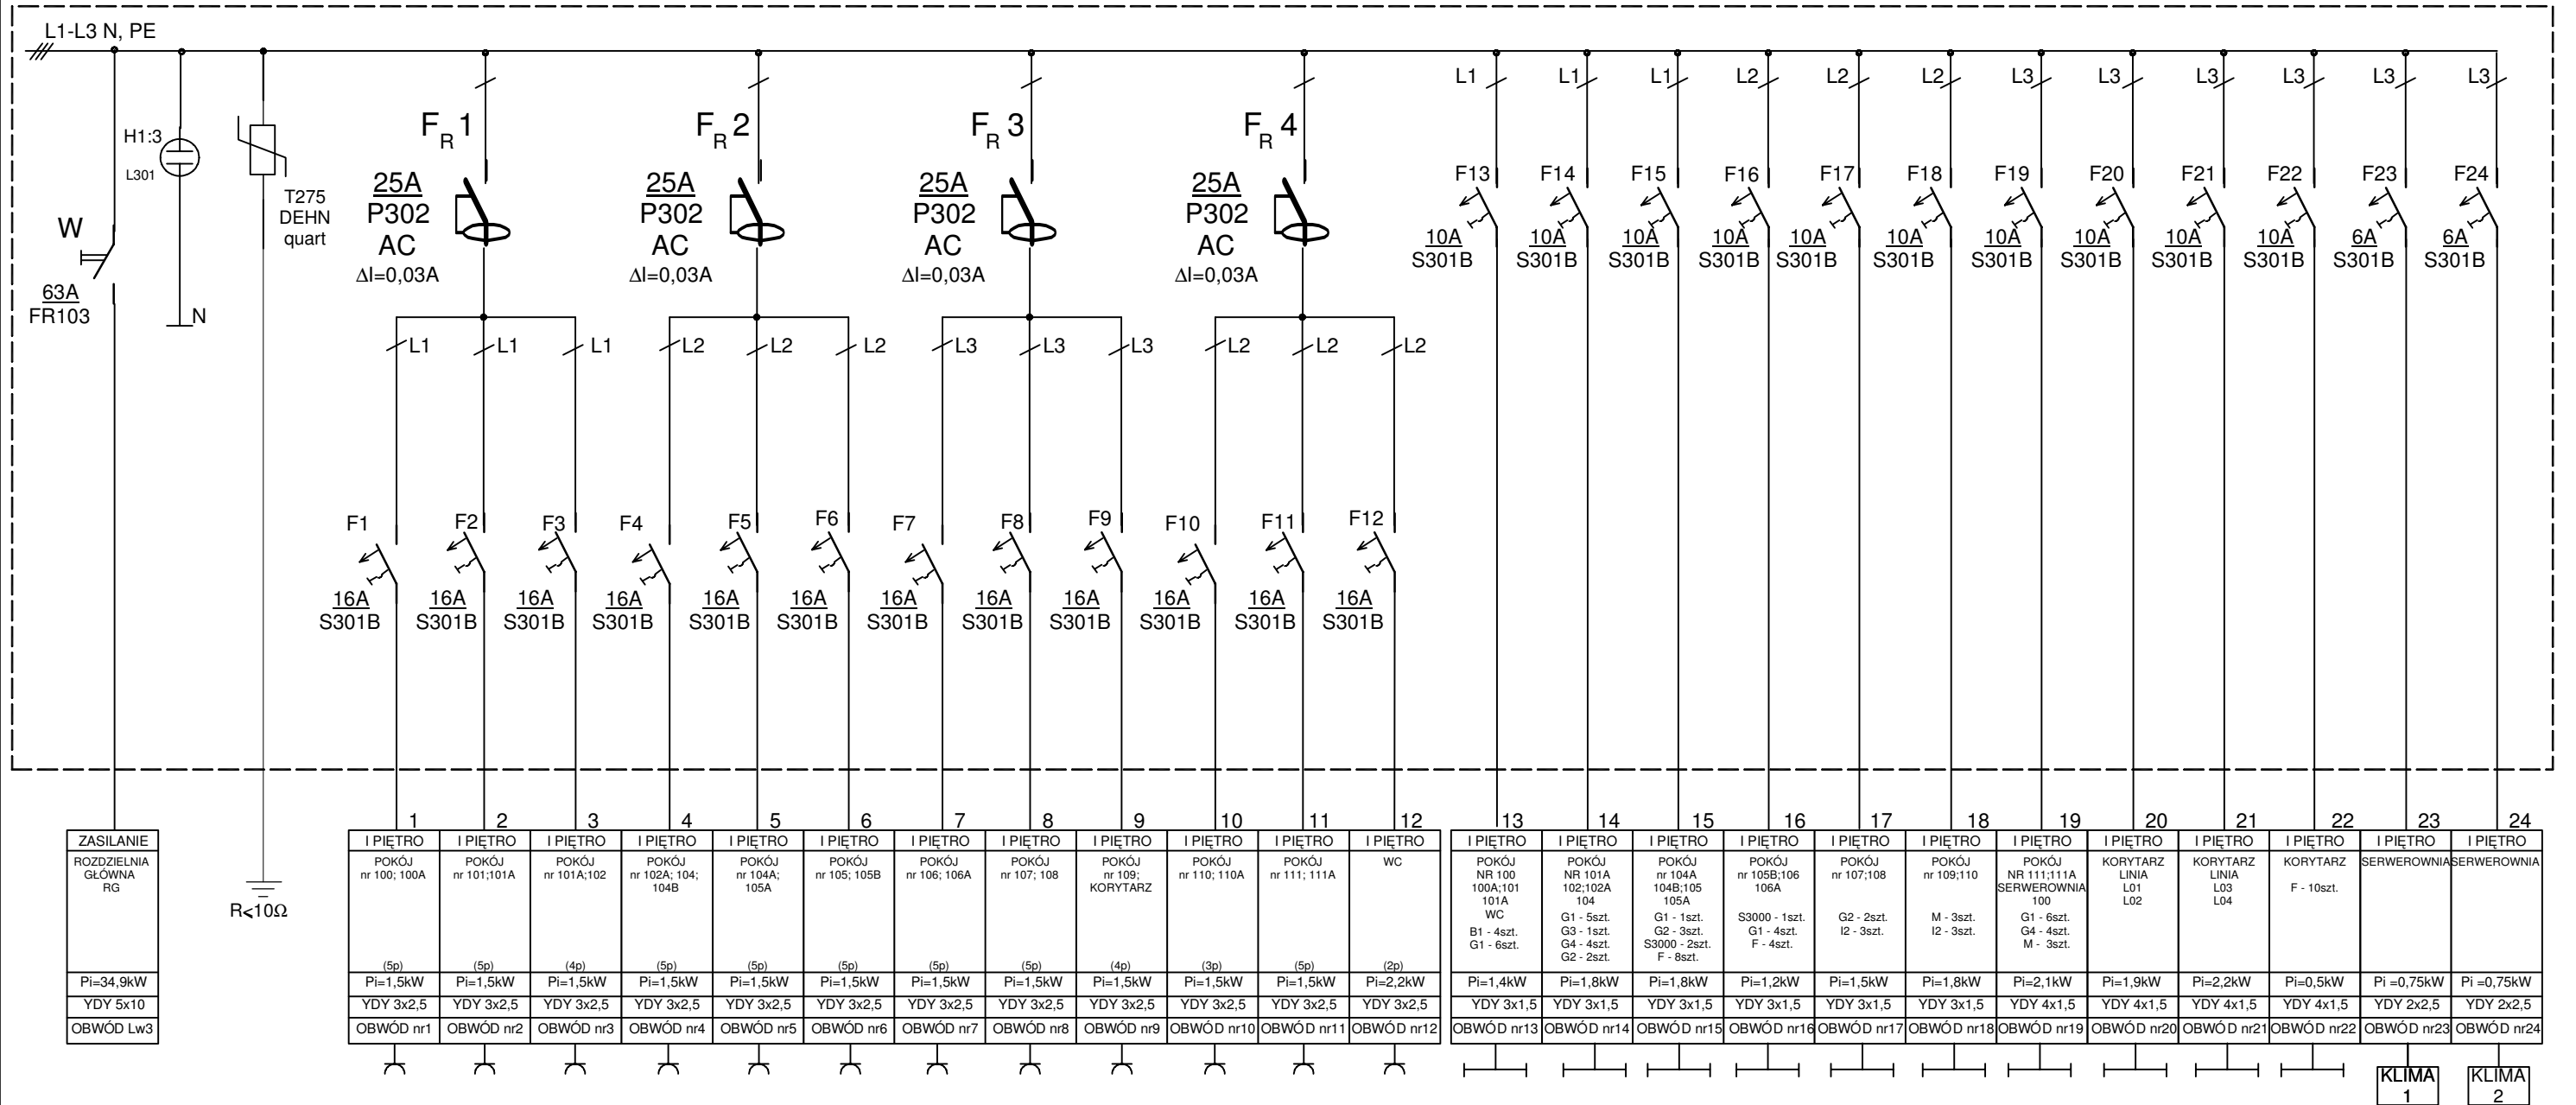 L1-L3 N, PE
L1 L1 L1 L2 L2 L2 L3 L3 L3 L3 L3 L3
H1:3
L301
T275
DEHN
quart
W
63A
FR103
N
FR 1
25A
P302
AC
ΔI=0,03A
FR 2
25A
P302
AC
ΔI=0,03A
FR 3
25A
P302
AC
ΔI=0,03A
FR 4
25A
P302
AC
ΔI=0,03A
F13 F14 F15 F16 F17 F18 F19 F20 F21 F22 F23 F24
10A 10A 10A 10A 10A 10A 10A 10A 10A 10A 6A 6A
S301B S301B S301B S301B S301B S301B S301B S301B S301B S301B S301B S301B
L1 L1 L1 L2 L2 L2 L3 L3 L3 L2 L2 L2
F1 F2 F3 F4 F5 F6 F7 F8 F9 F10 F11 F12
16A 16A 16A 16A 16A 16A 16A 16A 16A 16A 16A 16A
S301B S301B S301B S301B S301B S301B S301B S301B S301B S301B S301B S301B
R⩽10Ω
ZASILANIE
ROZDZIELNIA
GŁÓWNA
RG
Pi=34,9kW
YDY 5x10
OBWÓD Lw3
1
I PIĘTRO
POKÓJ
nr 100; 100A
(5p)
Pi=1,5kW
YDY 3x2,5
OBWÓD nr1
2
I PIĘTRO
POKÓJ
nr 101;101A
(5p)
Pi=1,5kW
YDY 3x2,5
OBWÓD nr2
3
I PIĘTRO
POKÓJ
nr 101A;102
(4p)
Pi=1,5kW
YDY 3x2,5
OBWÓD nr3
4
I PIĘTRO
POKÓJ
nr 102A; 104;
104B
(5p)
Pi=1,5kW
YDY 3x2,5
OBWÓD nr4
5
I PIĘTRO
POKÓJ
nr 104A;
105A
(5p)
Pi=1,5kW
YDY 3x2,5
OBWÓD nr5
6
I PIĘTRO
POKÓJ
nr 105; 105B
(5p)
Pi=1,5kW
YDY 3x2,5
OBWÓD nr6
7
I PIĘTRO
POKÓJ
nr 106; 106A
(5p)
Pi=1,5kW
YDY 3x2,5
OBWÓD nr7
8
I PIĘTRO
POKÓJ
nr 107; 108
(5p)
Pi=1,5kW
YDY 3x2,5
OBWÓD nr8
9
I PIĘTRO
POKÓJ
nr 109;
KORYTARZ
(4p)
Pi=1,5kW
YDY 3x2,5
OBWÓD nr9
10
I PIĘTRO
POKÓJ
nr 110; 110A
(3p)
Pi=1,5kW
YDY 3x2,5
OBWÓD nr10
11
I PIĘTRO
POKÓJ
nr 111; 111A
(5p)
Pi=1,5kW
YDY 3x2,5
OBWÓD nr11
12
I PIĘTRO
WC
(2p)
Pi=2,2kW
YDY 3x2,5
OBWÓD nr12
13
I PIĘTRO
POKÓJ
NR 100
100A;101
101A
WC
B1 - 4szt.
G1 - 6szt.
Pi=1,4kW
YDY 3x1,5
OBWÓD nr13
14
I PIĘTRO
POKÓJ
NR 101A
102;102A
104
G1 - 5szt.
G3 - 1szt.
G4 - 4szt.
G2 - 2szt.
Pi=1,8kW
YDY 3x1,5
OBWÓD nr14
15
I PIĘTRO
POKÓJ
nr 104A
104B;105
105A
G1 - 1szt.
G2 - 3szt.
S3000 - 2szt.
F - 8szt.
Pi=1,8kW
YDY 3x1,5
OBWÓD nr15
16
I PIĘTRO
POKÓJ
nr 105B;106
106A
S3000 - 1szt.
G1 - 4szt.
F - 4szt.
Pi=1,2kW
YDY 3x1,5
OBWÓD nr16
17
I PIĘTRO
POKÓJ
nr 107;108
G2 - 2szt.
I2 - 3szt.
Pi=1,5kW
YDY 3x1,5
OBWÓD nr17
18
I PIĘTRO
POKÓJ
nr 109;110
M - 3szt.
I2 - 3szt.
Pi=1,8kW
YDY 3x1,5
OBWÓD nr18
19
I PIĘTRO
POKÓJ
NR 111;111A
SERWEROWNIA
100
G1 - 6szt.
G4 - 4szt.
M - 3szt.
Pi=2,1kW
YDY 4x1,5
OBWÓD nr19
20
I PIĘTRO
KORYTARZ
LINIA
L01
L02
Pi=1,9kW
YDY 4x1,5
OBWÓD nr20
21
I PIĘTRO
KORYTARZ
LINIA
L03
L04
Pi=2,2kW
YDY 4x1,5
OBWÓD nr21
22
I PIĘTRO
KORYTARZ
F - 10szt.
Pi=0,5kW
YDY 4x1,5
OBWÓD nr22
23
I PIĘTRO
SERWEROWNIA
Pi =0,75kW
YDY 2x2,5
OBWÓD nr23
KLIMA
1
24
I PIĘTRO
SERWEROWNIA
Pi =0,75kW
YDY 2x2,5
OBWÓD nr24
KLIMA
2